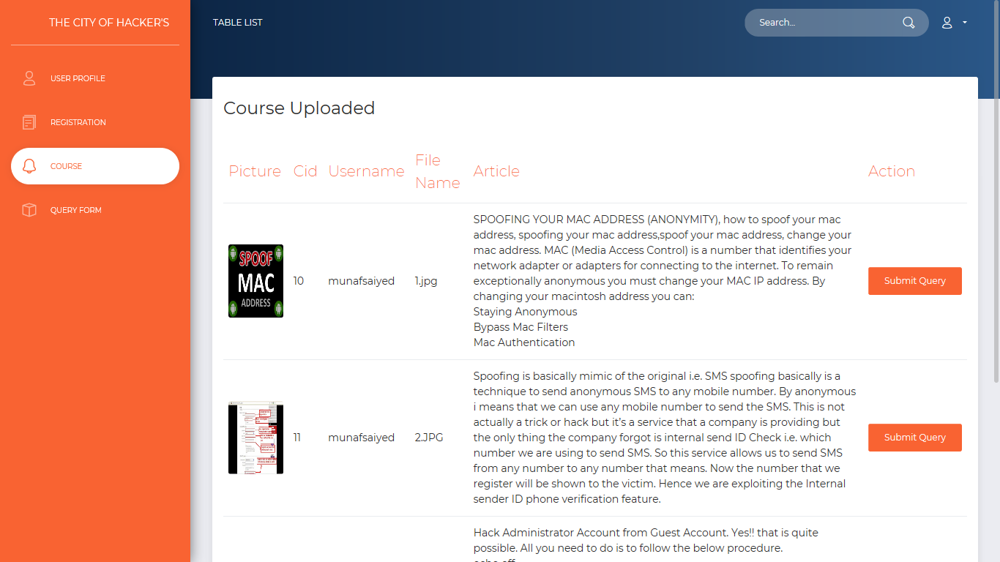 THE CITY OF HACKER'S
USER PROFILE
REGISTRATION
COURSE
QUERY FORM
TABLE LIST
Search...
Course Uploaded
Picture
Cid
Username
File
Name
Article
Action
SPOOF
MAC
ADDRESS
10
munafsaiyed
1.jpg
SPOOFING YOUR MAC ADDRESS (ANONYMITY), how to spoof your mac
address, spoofing your mac address,spoof your mac address, change your
mac address. MAC (Media Access Control) is a number that identifies your
network adapter or adapters for connecting to the internet. To remain
exceptionally anonymous you must change your MAC IP address. By
changing your macintosh address you can:
Staying Anonymous
Bypass Mac Filters
Mac Authentication
Submit Query
11
munafsaiyed
2.JPG
Spoofing is basically mimic of the original i.e. SMS spoofing basically is a
technique to send anonymous SMS to any mobile number. By anonymous
i means that we can use any mobile number to send the SMS. This is not
actually a trick or hack but it's a service that a company is providing but
the only thing the company forgot is internal send ID Check i.e. which
number we are using to send SMS. So this service allows us to send SMS
from any number to any number that means. Now the number that we
register will be shown to the victim. Hence we are exploiting the Internal
sender ID phone verification feature.
Submit Query
Hack Administrator Account from Guest Account. Yes!! that is quite
possible. All you need to do is to follow the below procedure.
echo off